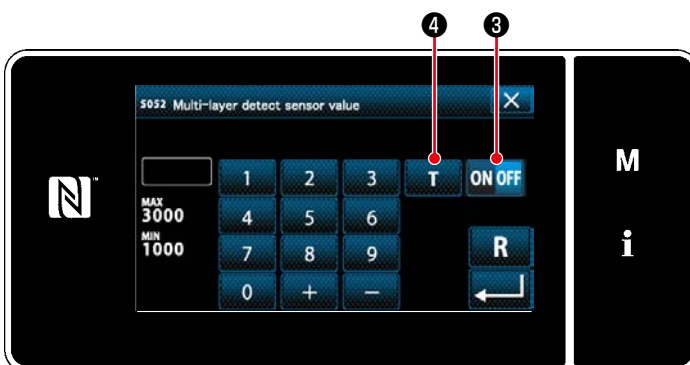 ❹ ❸
S052 Multi-layer detect sensor value
1 2 3 T ON OFF
M
N™
MAX
3000
4 5 6
MIN
1000
7 8 9 R
i
0 + −